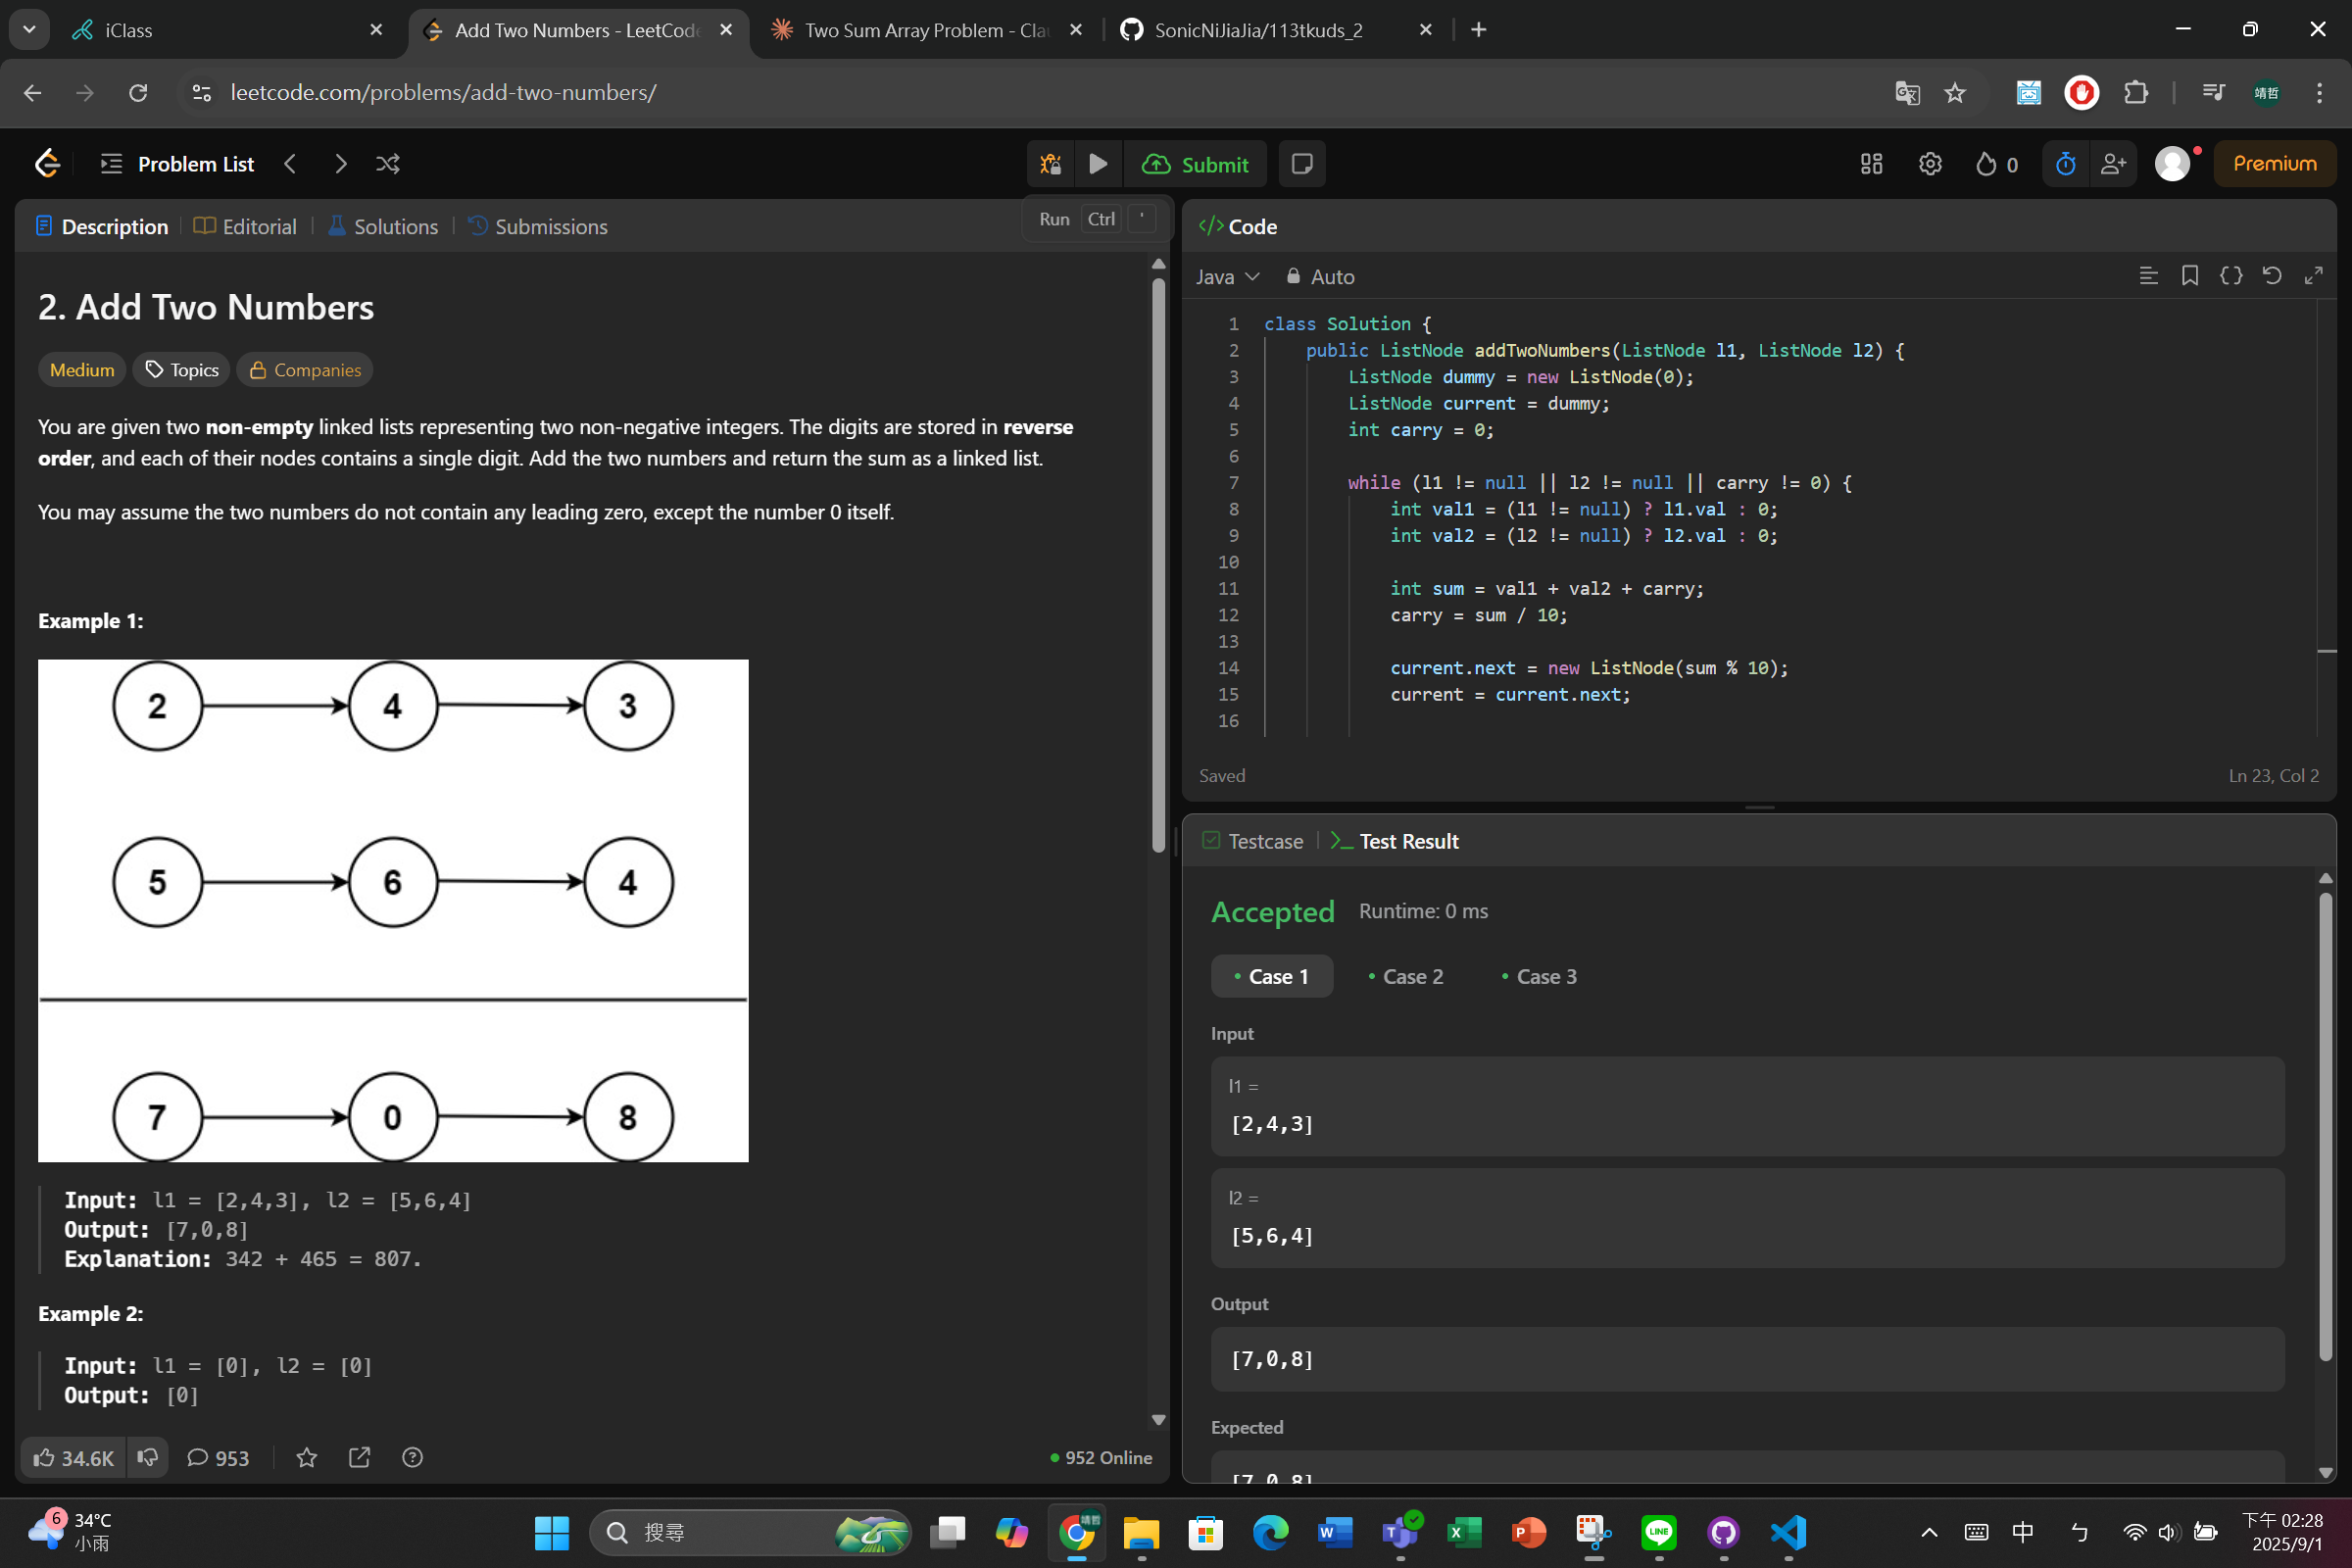 iClass
Add Two Numbers - LeetCode
Two Sum Array Problem - Cla
SonicNiJiaJia/113tkuds_2
leetcode.com/problems/add-two-numbers/
靖哲
Problem List
Submit
0
Premium
Description
Editorial
Solutions
Submissions
Run Ctrl '
2. Add Two Numbers
Medium
Topics
Companies
You are given two non-empty linked lists representing two non-negative integers. The digits are stored in reverse
order, and each of their nodes contains a single digit. Add the two numbers and return the sum as a linked list.
You may assume the two numbers do not contain any leading zero, except the number 0 itself.
Example 1:
2 4 3
5 6 4
7 0 8
Input: l1 = [2,4,3], l2 = [5,6,4]
Output: [7,0,8]
Explanation: 342 + 465 = 807.
Example 2:
Input: l1 = [0], l2 = [0]
Output: [0]
34.6K
953
952 Online
</> Code
Java
Auto
1 class Solution {
2 public ListNode addTwoNumbers(ListNode l1, ListNode l2) {
3 ListNode dummy = new ListNode(0);
4 ListNode current = dummy;
5 int carry = 0;
6
7 while (l1 != null || l2 != null || carry != 0) {
8 int val1 = (l1 != null) ? l1.val : 0;
9 int val2 = (l2 != null) ? l2.val : 0;
10
11 int sum = val1 + val2 + carry;
12 carry = sum / 10;
13
14 current.next = new ListNode(sum % 10);
15 current = current.next;
16
Saved
Ln 23, Col 2
Testcase
Test Result
Accepted
Runtime: 0 ms
Case 1
Case 2
Case 3
Input
l1 =
[2,4,3]
l2 =
[5,6,4]
Output
[7,0,8]
Expected
[7,0,8]
6
34°C
小雨
搜尋
靖哲
LINE
中
ㄅ
下午 02:28
2025/9/1